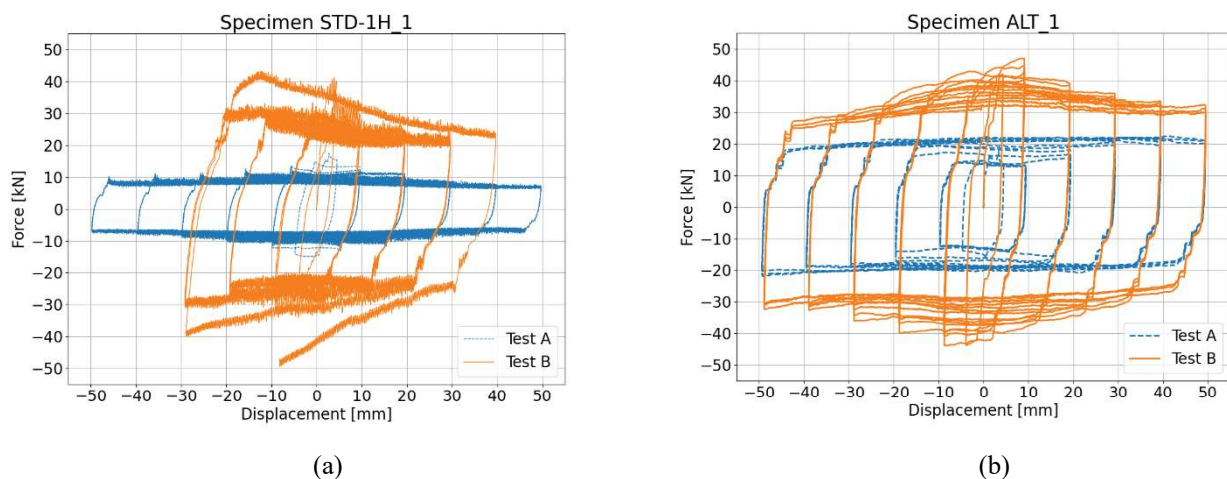 Specimen STD-1H_1
50
40
30
20
10
0
−10
−20
−30
−40
−50
Force [kN]
−50 −40 −30 −20 −10 0 10 20 30 40 50
Displacement [mm]
Test A
Test B
(a)
Specimen ALT_1
50
40
30
20
10
0
−10
−20
−30
−40
−50
Force [kN]
−50 −40 −30 −20 −10 0 10 20 30 40 50
Displacement [mm]
Test A
Test B
(b)